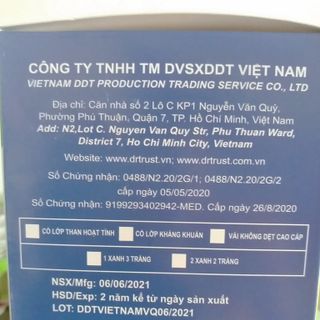 CÔNG TY TNHH TM DVSXDDT VIỆT NAM
VIETNAM DDT PRODUCTION TRADING SERVICE CO., LTD
Địa chỉ: Căn nhà số 2 Lô C KP1 Nguyễn Văn Quỳ,
Phường Phú Thuận, Quận 7, TP. Hồ Chí Minh, Việt Nam
Add: N2,Lot C. Nguyen Van Quy Str, Phu Thuan Ward,
District 7, Ho Chi Minh City, Vietnam
Website: www.drtrust.vn - www.drtrust.com.vn
Số Chứng nhận: 0488/N2.20/2G/1; 0488/N2.20/2G/2
cấp ngày 05/05/2020
Số Chứng nhận: 9199293402942-MED. Cấp ngày 26/8/2020
CÓ LỚP THAN HOẠT TÍNH CÓ LỚP KHÁNG KHUẨN VẢI KHÔNG DỆT CAO CẤP
1 XANH 3 TRẮNG 2 XANH 2 TRẮNG
NSX/Mfg: 06/06/2021
HSD/Exp: 2 năm kể từ ngày sản xuất
LOT: DDTVIETNAMVQ06/2021